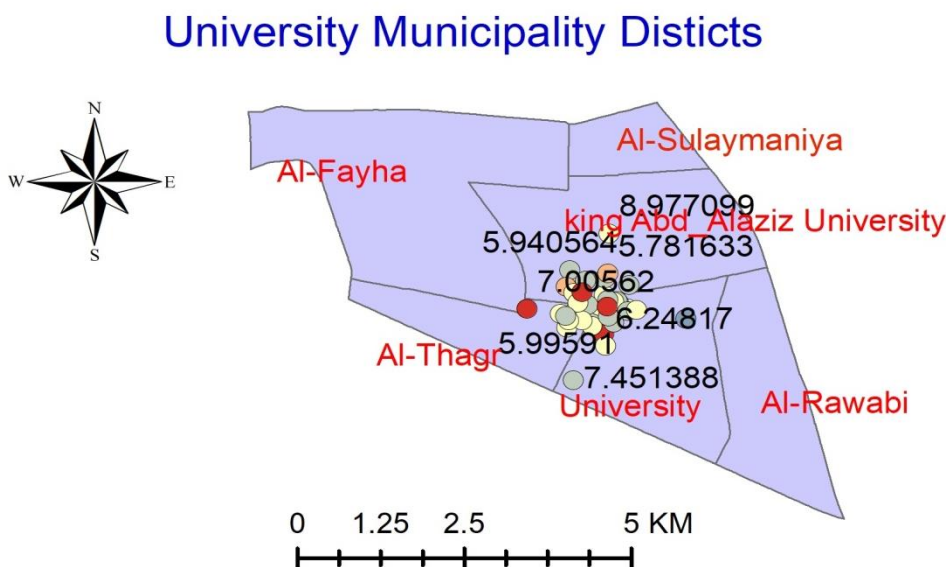 University Municipality Disticts
N
W
E
S
Al-Sulaymaniya
Al-Fayha
8.977099
king Abd_Alaziz University
5.940564
5.781633
7.00562
6.24817
5.99591
Al-Thagr
7.451388
University
Al-Rawabi
0 1.25 2.5 5 KM